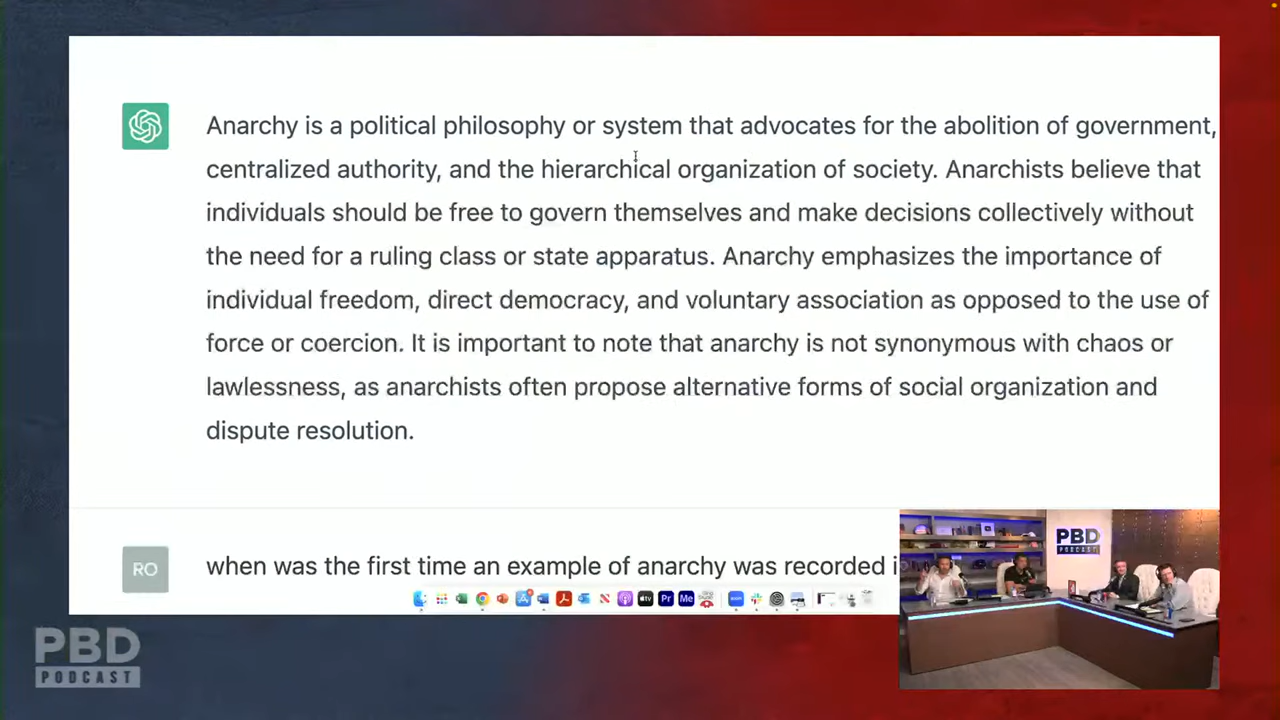 Anarchy is a political philosophy or system that advocates for the abolition of government,
centralized authority, and the hierarchical organization of society. Anarchists believe that
individuals should be free to govern themselves and make decisions collectively without
the need for a ruling class or state apparatus. Anarchy emphasizes the importance of
individual freedom, direct democracy, and voluntary association as opposed to the use of
force or coercion. It is important to note that anarchy is not synonymous with chaos or
lawlessness, as anarchists often propose alternative forms of social organization and
dispute resolution.
RO
when was the first time an example of anarchy was recorded i
PBD
PODCAST
tv
Pr
Me
PBD
PODCAST